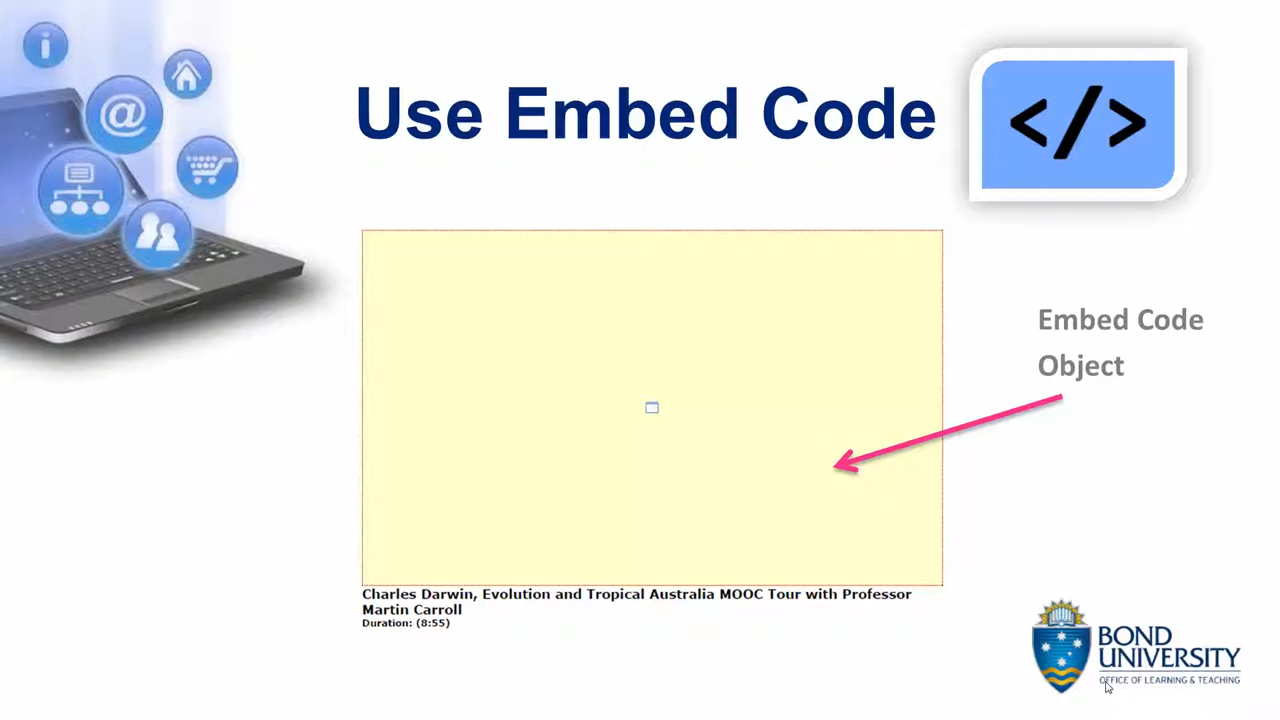 Use Embed Code
</>
@
i
Embed Code
Object
Charles Darwin, Evolution and Tropical Australia MOOC Tour with Professor
Martin Carroll
Duration: (8:55)
BOND
UNIVERSITY
OFFICE OF LEARNING & TEACHING